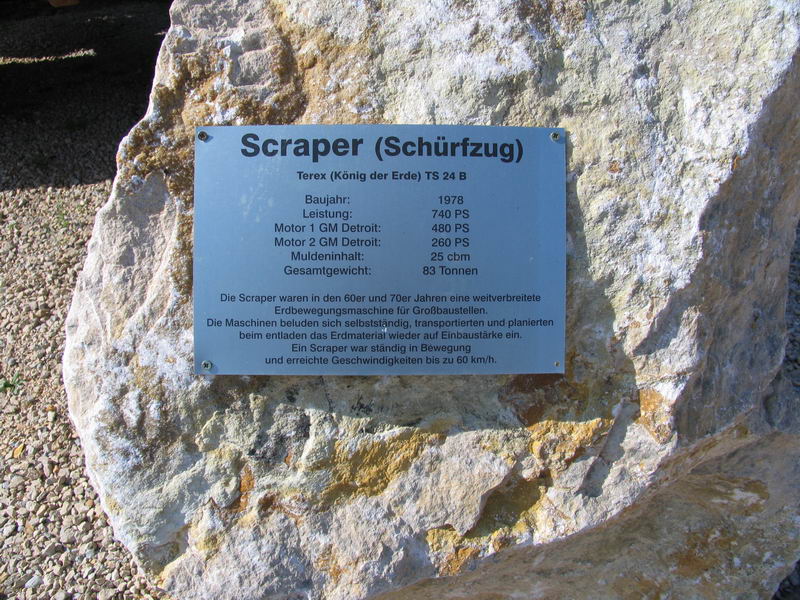 Scraper (Schürfzug)
Terex (König der Erde) TS 24 B
Baujahr: 1978
Leistung: 740 PS
Motor 1 GM Detroit: 480 PS
Motor 2 GM Detroit: 260 PS
Muldeninhalt: 25 cbm
Gesamtgewicht: 83 Tonnen
Die Scraper waren in den 60er und 70er Jahren eine weitverbreitete
Erdbewegungsmaschine für Großbaustellen.
Die Maschinen beluden sich selbstständig, transportierten und planierten
beim entladen das Erdmaterial wieder auf Einbaustärke ein.
Ein Scraper war ständig in Bewegung
und erreichte Geschwindigkeiten bis zu 60 km/h.